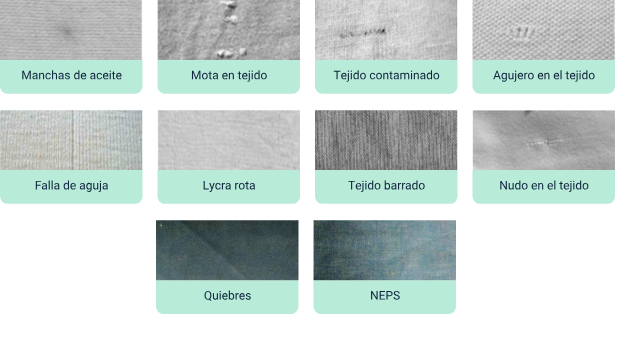 Manchas de aceite
Mota en tejido
Tejido contaminado
Agujero en el tejido
Falla de aguja
Lycra rota
Tejido barrado
Nudo en el tejido
Quiebres
NEPS